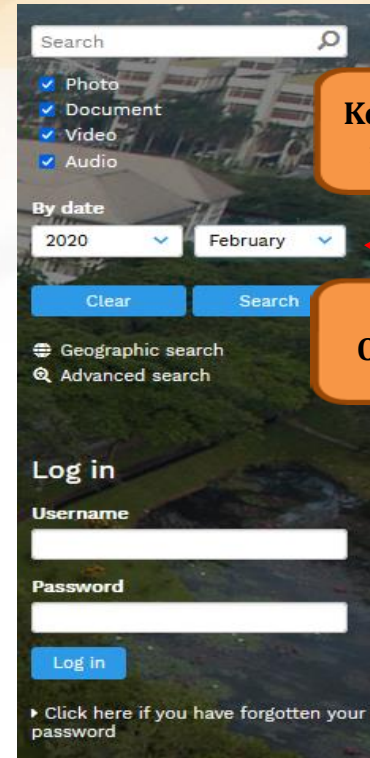 Search
Photo
Document
Video
Audio
By date
2020 February
Clear Search
Geographic search
Advanced search
Log in
Username
Password
Log in
Click here if you have forgotten your
password